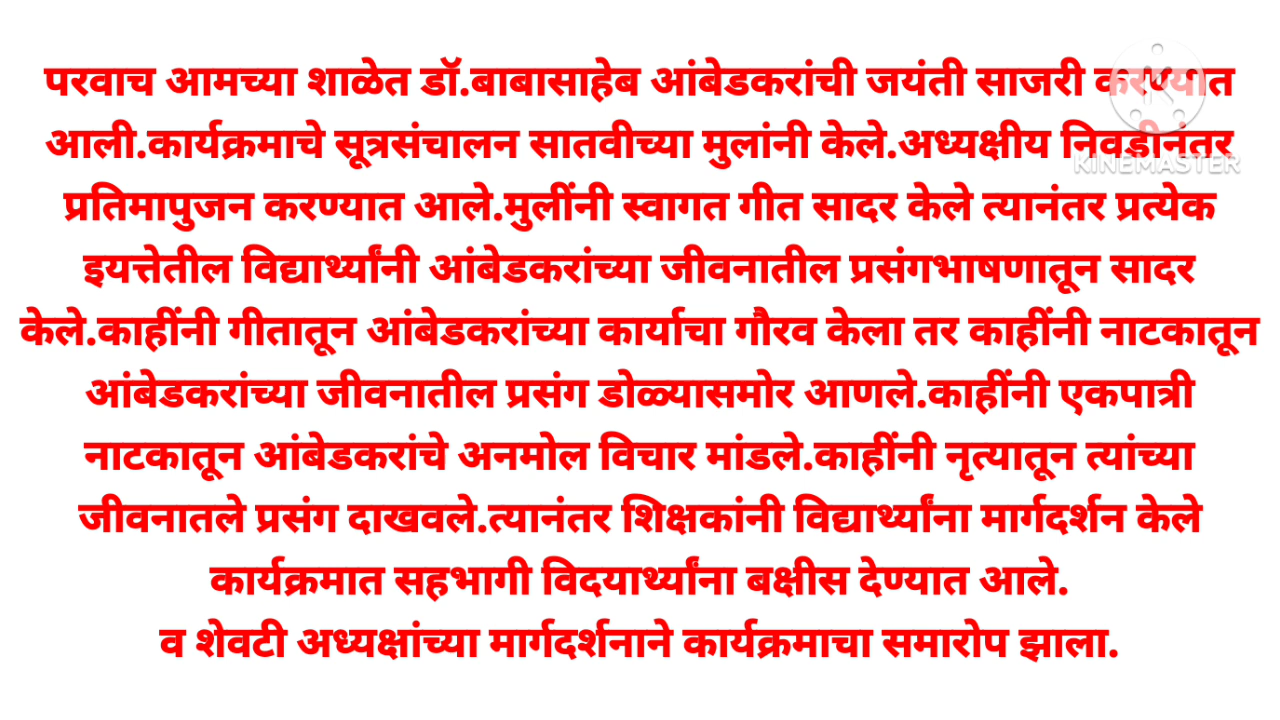 परवाच आमच्या शाळेत डॉ.बाबासाहेब आंबेडकरांची जयंती साजरी करण्यात
आली.कार्यक्रमाचे सूत्रसंचालन सातवीच्या मुलांनी केले.अध्यक्षीय निवडीनंतर
KINEMASTER
प्रतिमापुजन करण्यात आले.मुलींनी स्वागत गीत सादर केले त्यानंतर प्रत्येक
इयत्तेतील विद्यार्थ्यांनी आंबेडकरांच्या जीवनातील प्रसंगभाषणातून सादर
केले.काहींनी गीतातून आंबेडकरांच्या कार्याचा गौरव केला तर काहींनी नाटकातून
आंबेडकरांच्या जीवनातील प्रसंग डोळ्यासमोर आणले.काहींनी एकपात्री
नाटकातून आंबेडकरांचे अनमोल विचार मांडले.काहींनी नृत्यातून त्यांच्या
जीवनातले प्रसंग दाखवले.त्यानंतर शिक्षकांनी विद्यार्थ्यांना मार्गदर्शन केले
कार्यक्रमात सहभागी विदयार्थ्यांना बक्षीस देण्यात आले.
व शेवटी अध्यक्षांच्या मार्गदर्शनाने कार्यक्रमाचा समारोप झाला.